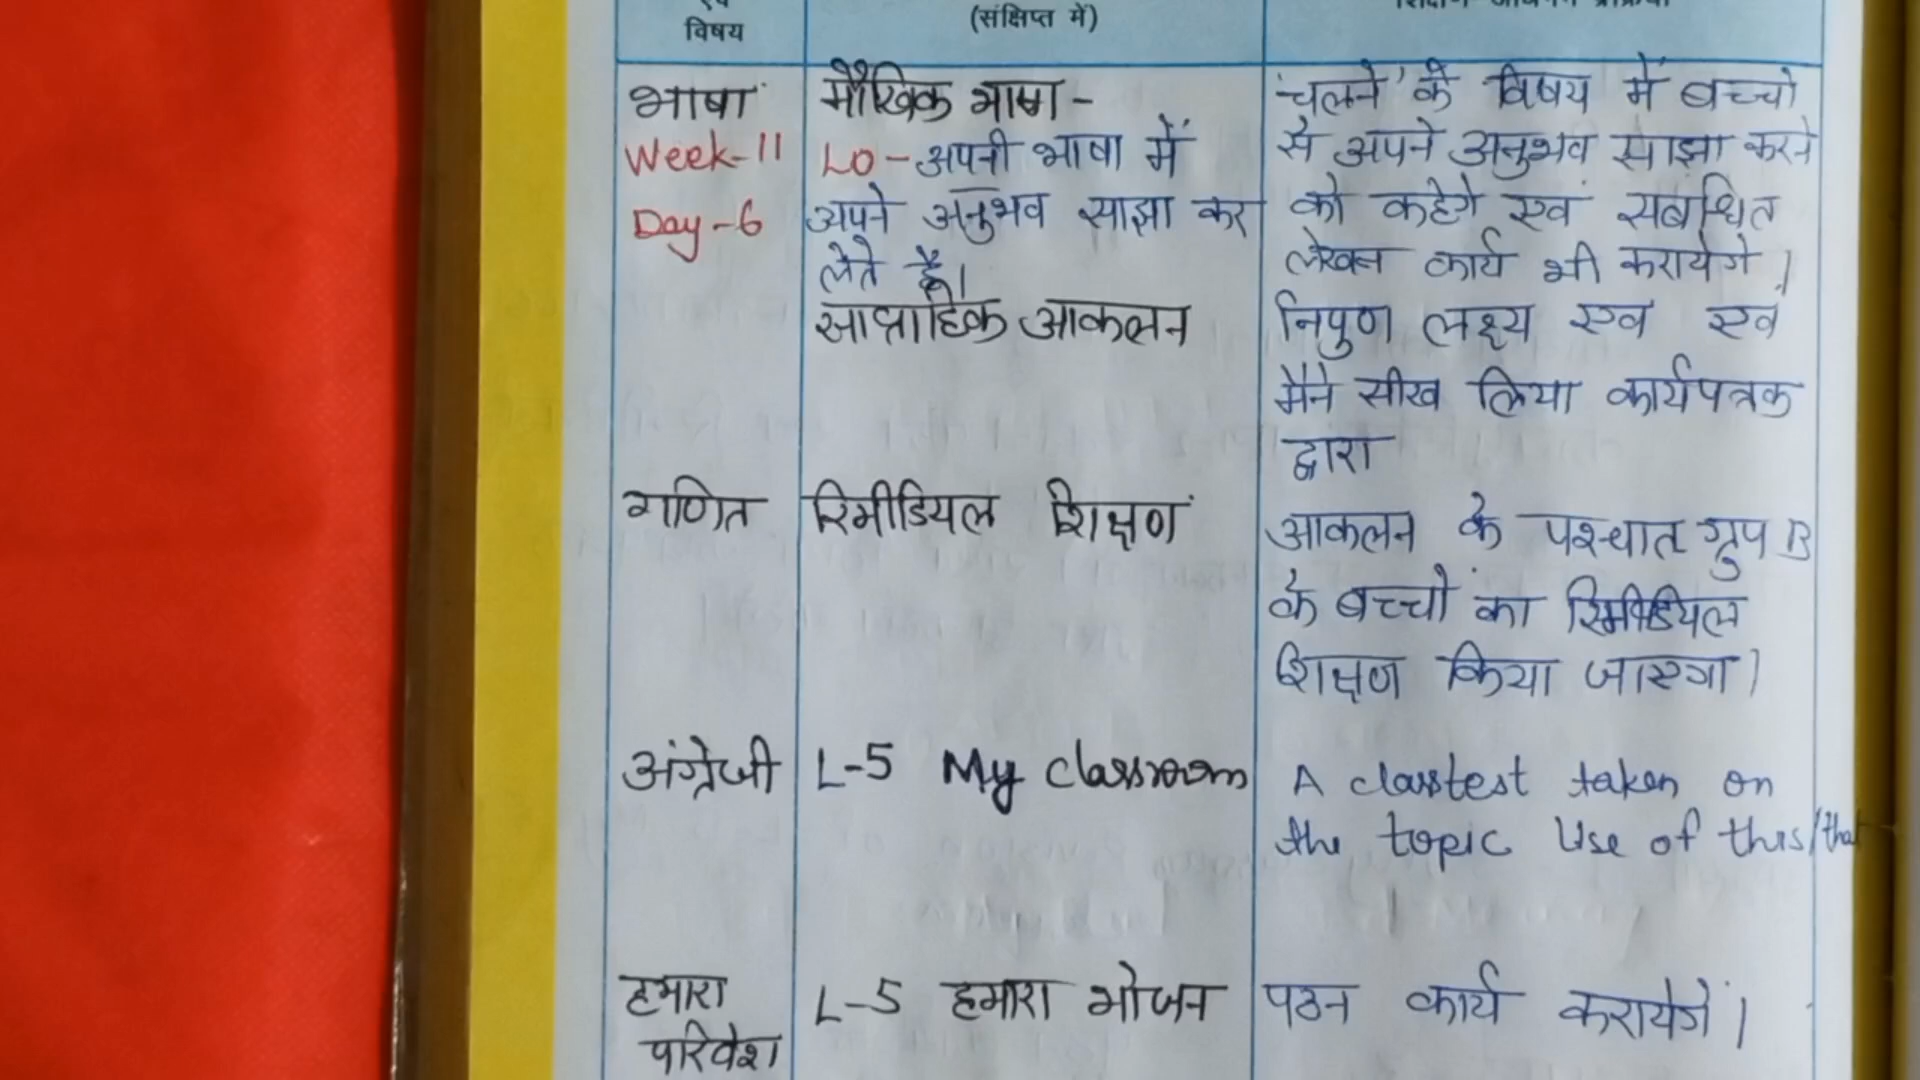 विषय
(संक्षिप्त में)
भाषा
Week-11
Day-6
मौखिक भाषा -
LO - अपनी भाषा में
अपने अनुभव साझा कर
लेते हैं।
साप्ताहिक आकलन
'चलने' के विषय में बच्चो
से अपने अनुभव साझा करने
को कहेगे एवं सबंधित
लेखन कार्य भी करायेगे।
निपुण लक्ष्य एवं एवं
मैने सीख लिया कार्यपत्रक
द्वारा
गणित
रिमीडियल शिक्षण
आकलन के पश्चात ग्रुप B
के बच्चों का रिमीडियल
शिक्षण किया जाएगा।
अंग्रेजी
L-5 My classroom
A classtest taken on
the topic Use of this/that
हमारा
परिवेश
L-5 हमारा भोजन
पठन कार्य करायेगें।